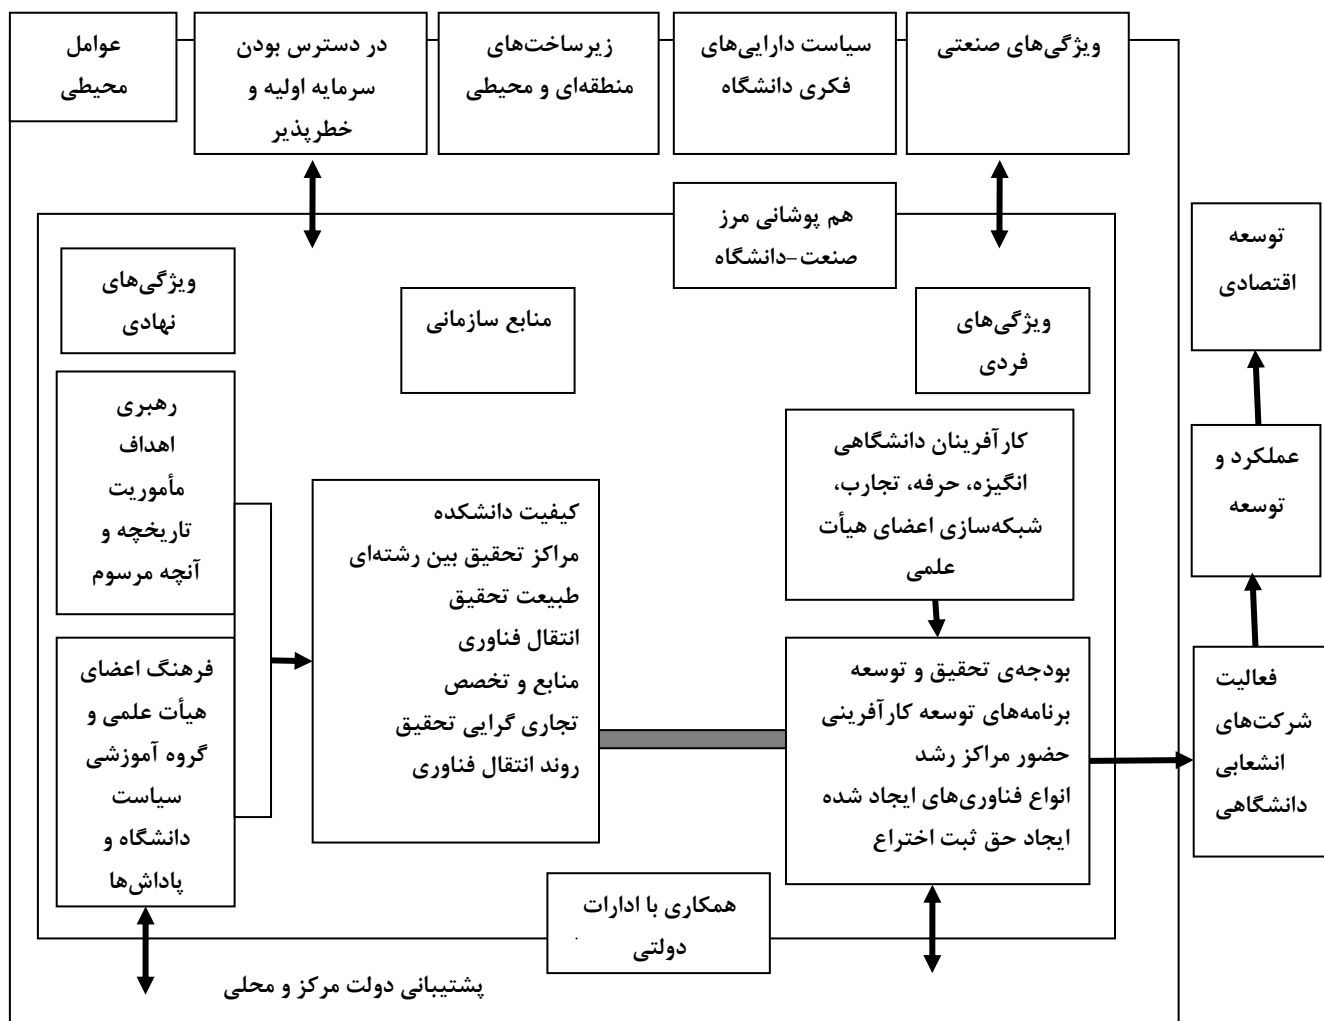 عوامل
محیطی
در دسترس بودن
سرمایه اولیه و
خطرپذیر
زیرساخت‌های
منطقه‌ای و محیطی
سیاست دارایی‌های
فکری دانشگاه
ویژگی‌های صنعتی
هم پوشانی مرز
صنعت–دانشگاه
ویژگی‌های
نهادی
منابع سازمانی
ویژگی‌های
فردی
رهبری
اهداف
مأموریت
تاریخچه و
آنچه مرسوم
فرهنگ اعضای
هیأت علمی و
گروه آموزشی
سیاست
دانشگاه و
پاداش‌ها
کیفیت دانشکده
مراکز تحقیق بین رشته‌ای
طبیعت تحقیق
انتقال فناوری
منابع و تخصص
تجاری گرایی تحقیق
روند انتقال فناوری
کارآفرینان دانشگاهی
انگیزه، حرفه، تجارب،
شبکه‌سازی اعضای هیأت
علمی
بودجه‌ی تحقیق و توسعه
برنامه‌های توسعه کارآفرینی
حضور مراکز رشد
انواع فناوری‌های ایجاد شده
ایجاد حق ثبت اختراع
همکاری با ادارات
دولتی
پشتیبانی دولت مرکز و محلی
توسعه
اقتصادی
عملکرد و
توسعه
فعالیت
شرکت‌های
انشعابی
دانشگاهی